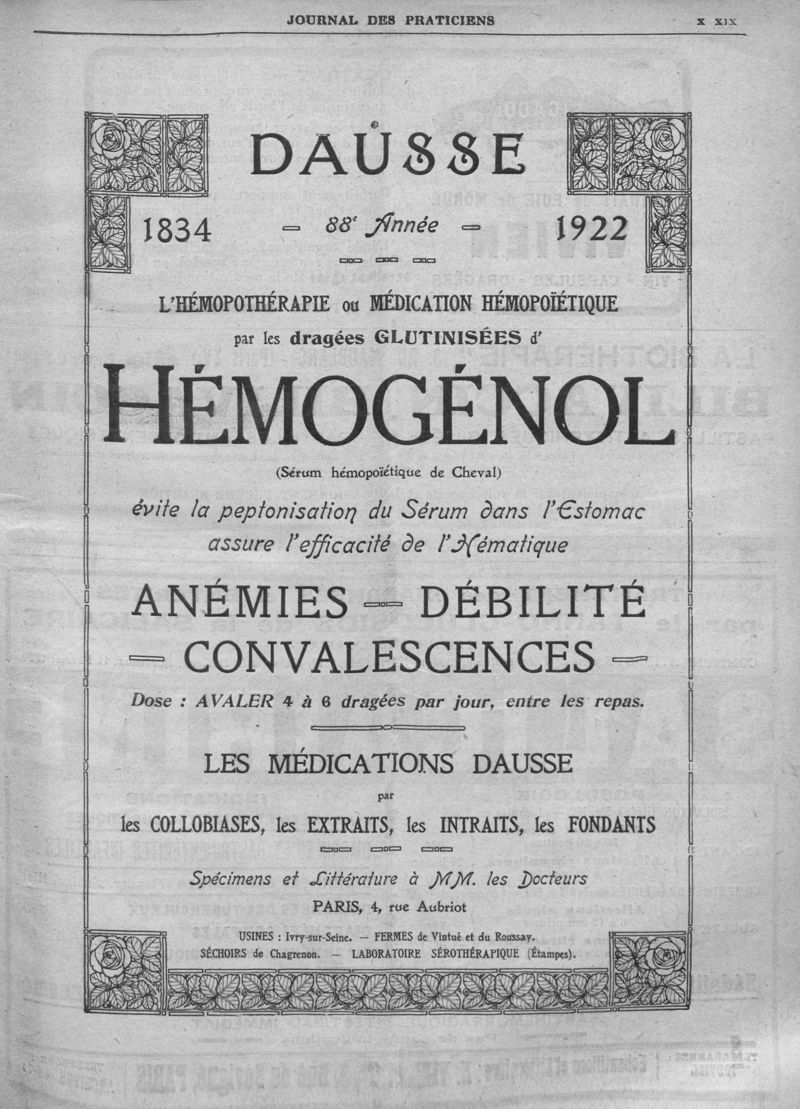 JOURNAL DES PRATICIENS
DAUSSE
1834 — 88e Année — 1922
L'HÉMOPOTHÉRAPIE ou MÉDICATION HÉMOPOÏÉTIQUE
par les dragées GLUTINISÉES d'
HÉMOGÉNOL
(Sérum hémopoïétique de Cheval)
évite la peptonisation du Sérum dans l'Estomac
assure l'efficacité de l'Hématique
ANÉMIES — DÉBILITÉ
— CONVALESCENCES —
Dose : AVALER 4 à 6 dragées par jour, entre les repas.
LES MÉDICATIONS DAUSSE
par
les COLLOBIASES, les EXTRAITS, les INTRAITS, les FONDANTS
Spécimens et Littérature à MM. les Docteurs
PARIS, 4, rue Aubriot
USINES : Ivry-sur-Seine. — FERMES de Vintué et du Roussay.
SÉCHOIRS de Chagrenon. — LABORATOIRE SÉROTHÉRAPIQUE (Étampes).